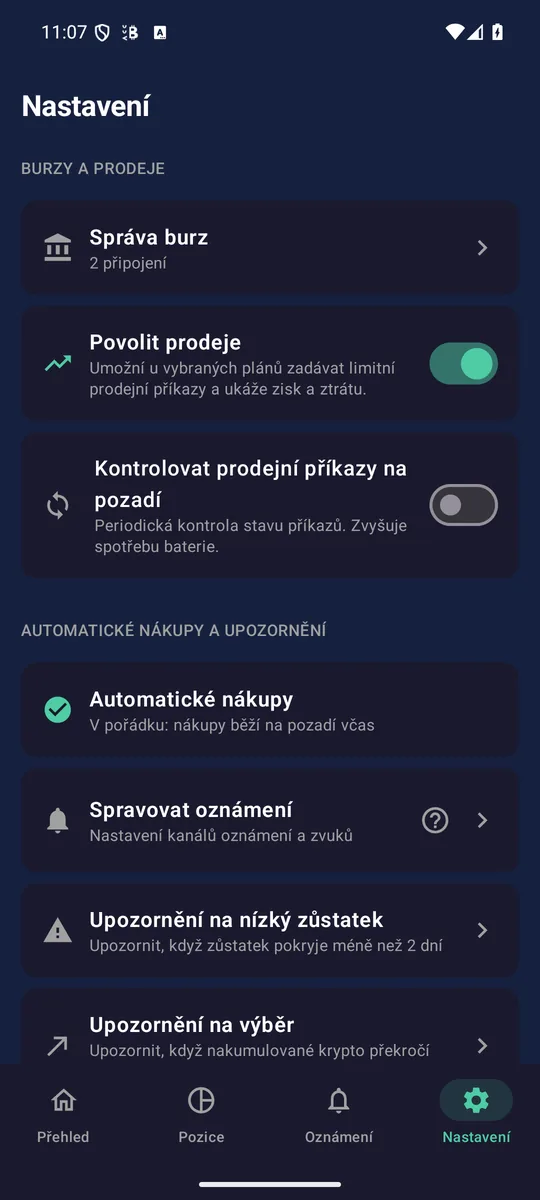 11:07
Nastavení
BURZY A PRODEJE
Správa burz
2 připojení
Povolit prodeje
Umožní u vybraných plánů zadávat limitní
prodejní příkazy a ukáže zisk a ztrátu.
Kontrolovat prodejní příkazy na
pozadí
Periodická kontrola stavu příkazů. Zvyšuje
spotřebu baterie.
AUTOMATICKÉ NÁKUPY A UPOZORNĚNÍ
Automatické nákupy
V pořádku: nákupy běží na pozadí včas
Spravovat oznámení
Nastavení kanálů oznámení a zvuků
Upozornění na nízký zůstatek
Upozornit, když zůstatek pokryje méně než 2 dní
Upozornění na výběr
Upozornit, když nakumulované krypto překročí
Přehled
Pozice
Oznámení
Nastavení